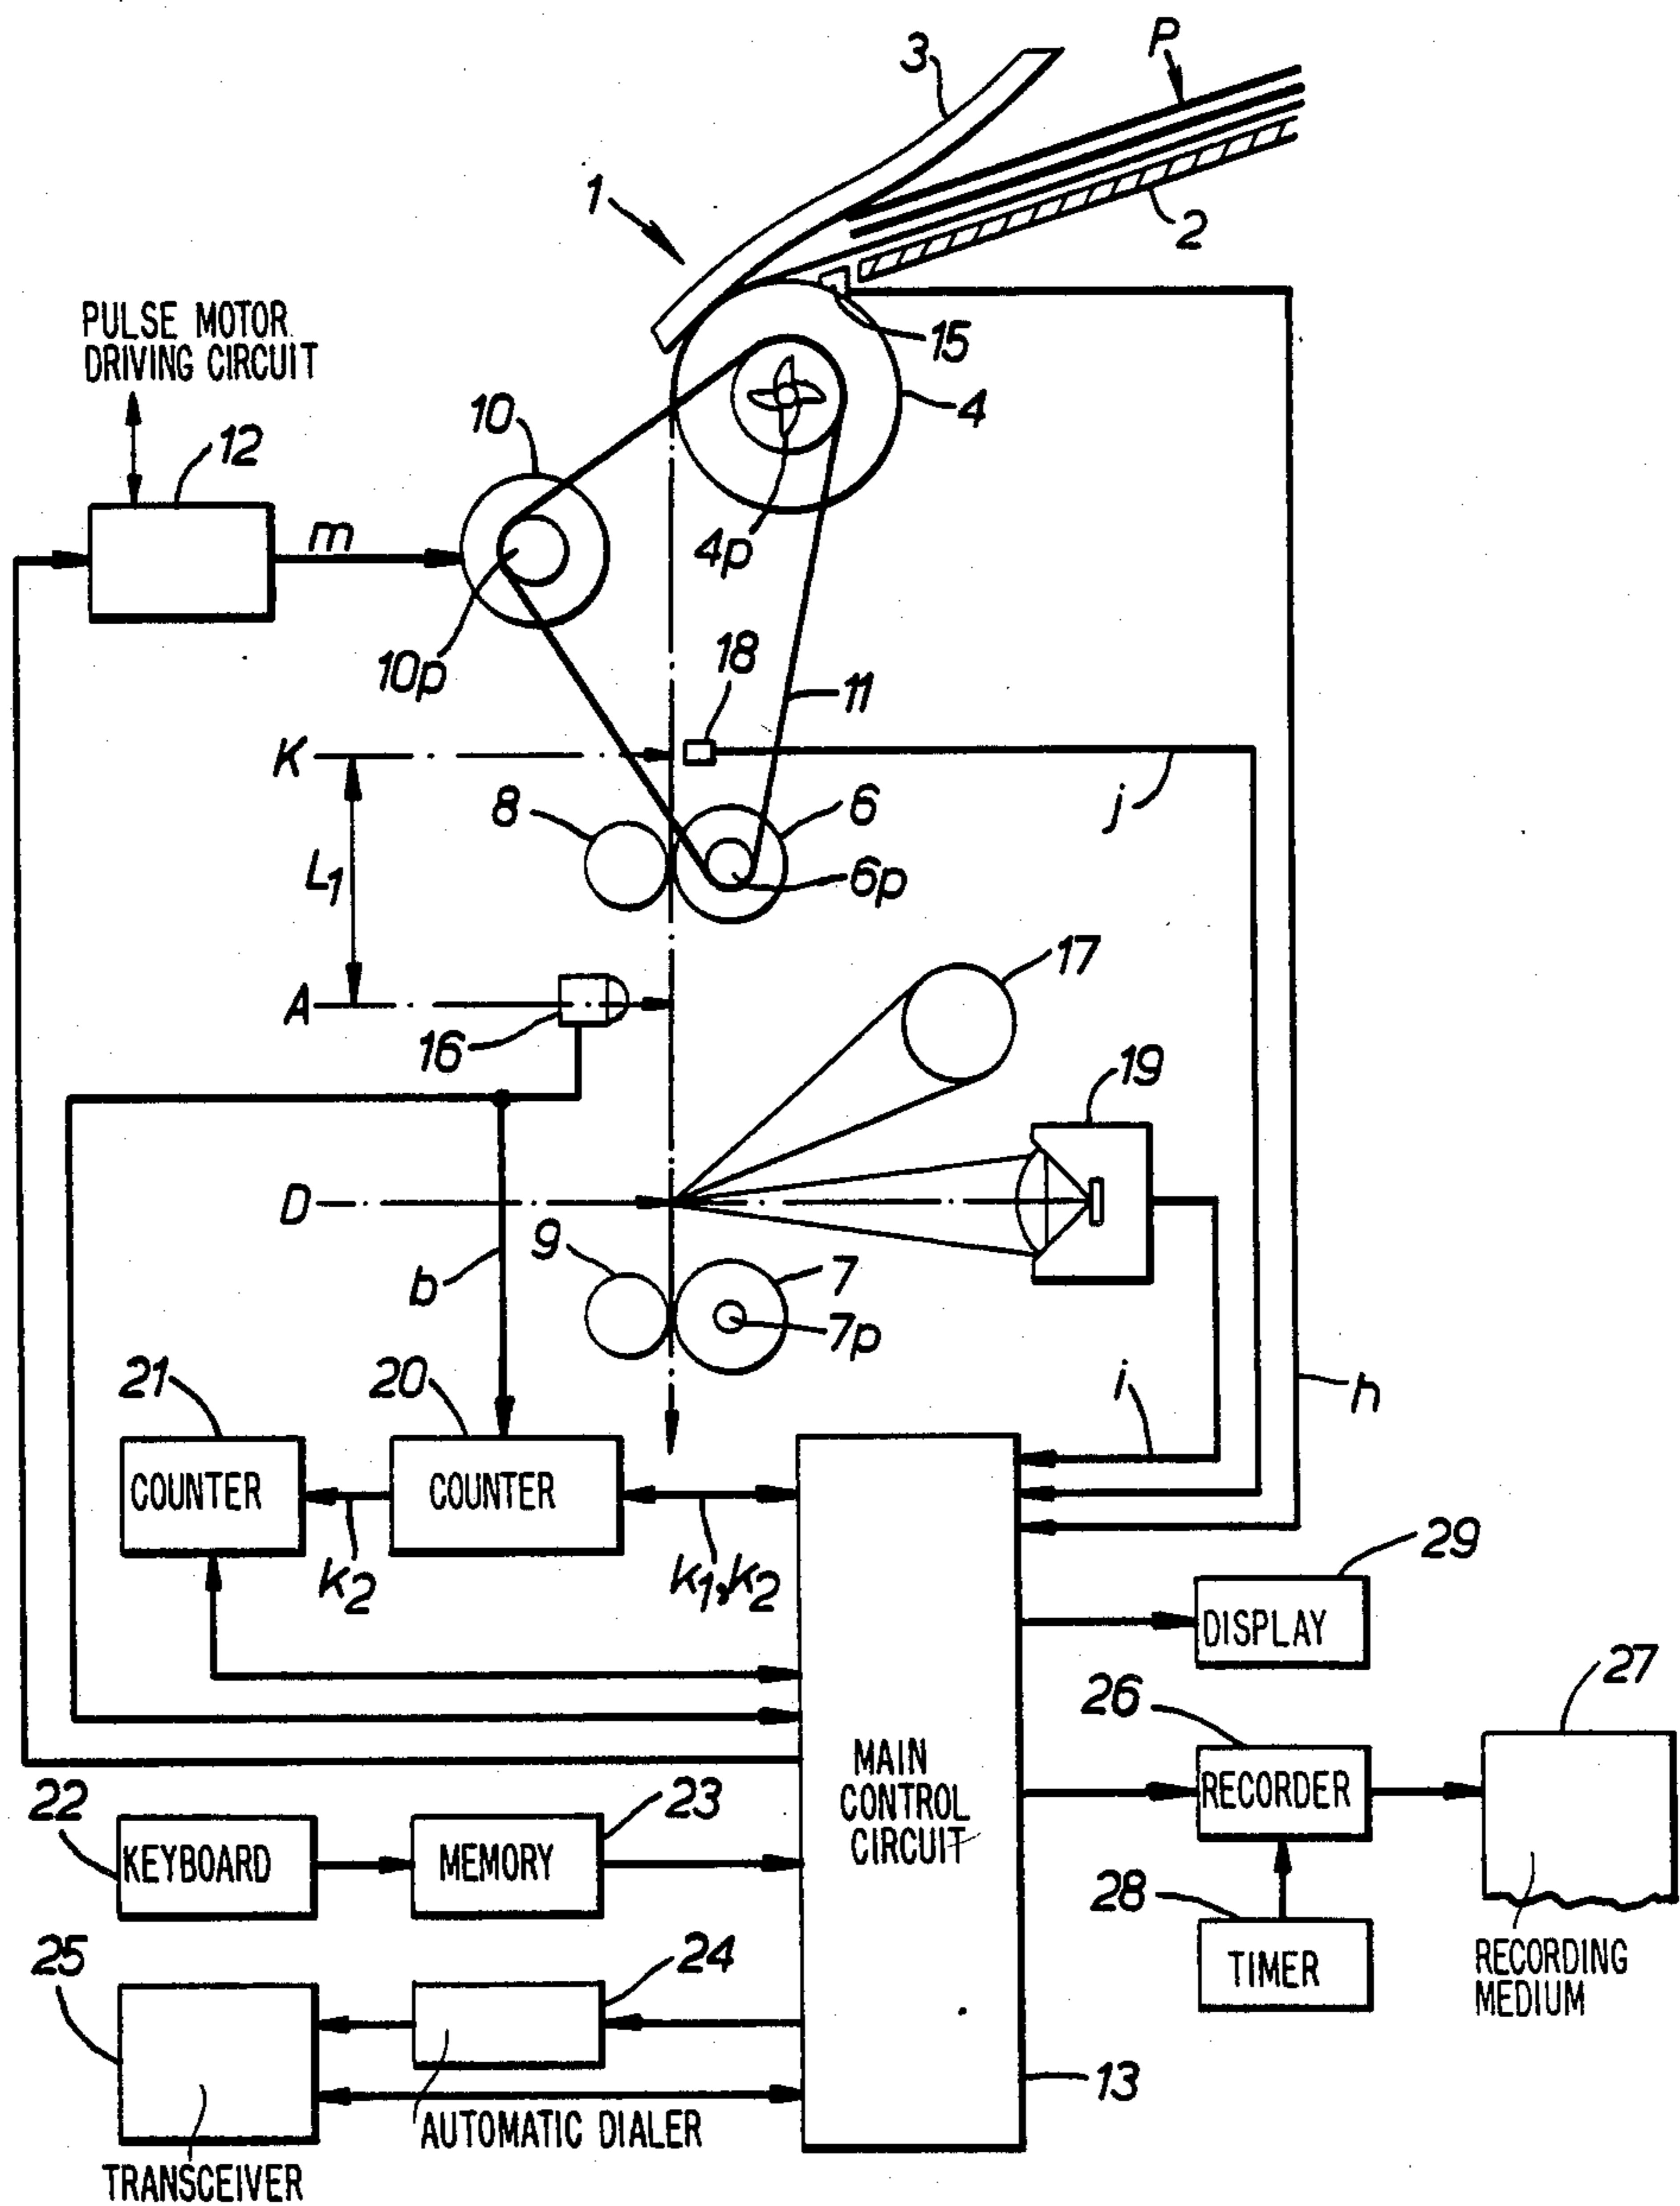 P
3
1
2
PULSE MOTOR
DRIVING CIRCUIT
15
10
4
12
m
4p
10p
18
11
K
j
8
6
L1
6p
17
A
16
19
D
9
7
b
7p
21
20
i
h
COUNTER
COUNTER
29
k2
k1,k2
DISPLAY
27
26
MAIN
CONTROL
CIRCUIT
RECORDER
22
23
KEYBOARD
MEMORY
28
25
24
TIMER
RECORDING
MEDIUM
13
AUTOMATIC DIALER
TRANSCEIVER